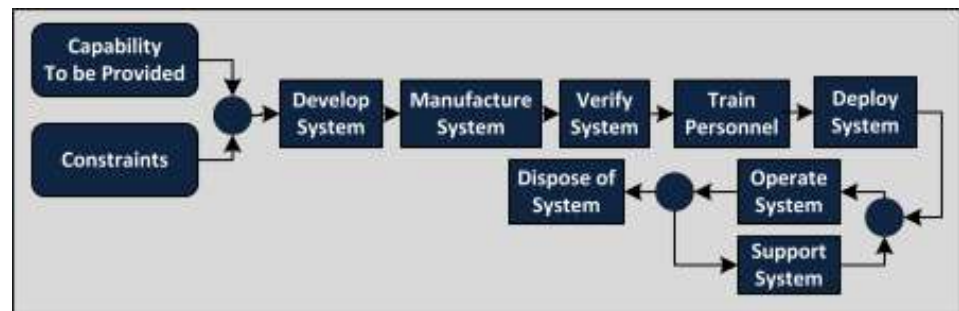 Capability
To be Provided
Constraints
Develop
System
Manufacture
System
Verify
System
Train
Personnel
Deploy
System
Dispose of
System
Operate
System
Support
System